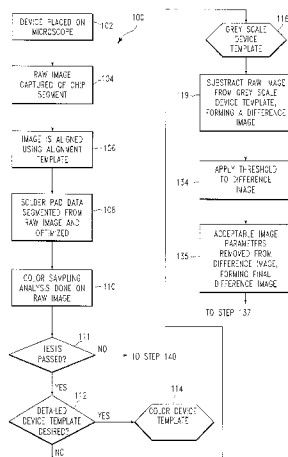 DEVICE PLACED ON
MICROSCOPE
102
100
RAW IMAGE
CAPTURED OF CHIP
SEGMENT
104
IMAGE IS ALIGNED
USING ALIGNMENT
TEMPLATE
106
SOLDER PAD DATA
SEGMENTED FROM
RAW IMAGE AND
OPTIMIZED
108
COLOR SAMPLING
ANALYSIS DONE ON
RAW IMAGE
110
111
TESTS
PASSED?
NO
TO STEP 140
YES
112
DETAILED
DEVICE TEMPLATE
DESIRED?
YES
NO
114
COLOR DEVICE
TEMPLATE
116
GREY SCALE
DEVICE
TEMPLATE
SUBSTRACT RAW IMAGE
FROM GREY SCALE
DEVICE TEMPLATE,
FORMING A DIFFERENCE
IMAGE
119
APPLY THRESHOLD
TO DIFFERENCE
IMAGE
134
ACCEPTABLE IMAGE
PARAMETERS
REMOVED FROM
DIFFERENCE IMAGE,
FORMING FINAL
DIFFERENCE IMAGE
135
TO STEP 137